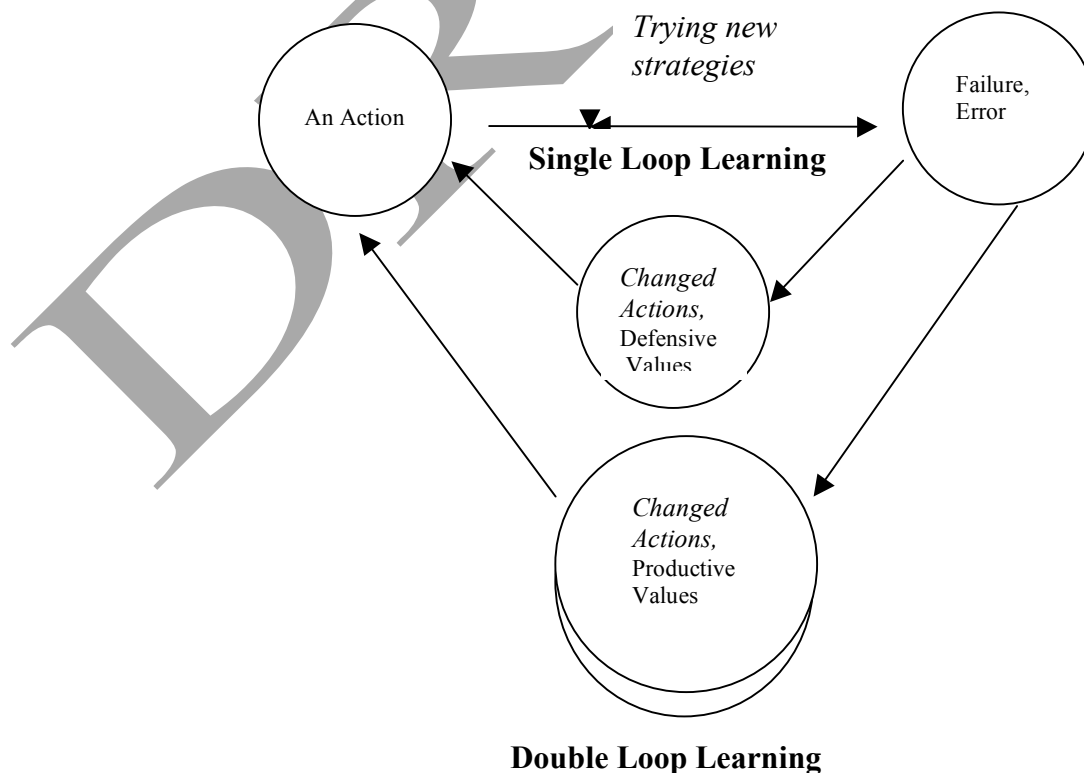 Trying new
strategies
An Action
Failure,
Error
Single Loop Learning
Changed
Actions,
Defensive
Values
Changed
Actions,
Productive
Values
Double Loop Learning